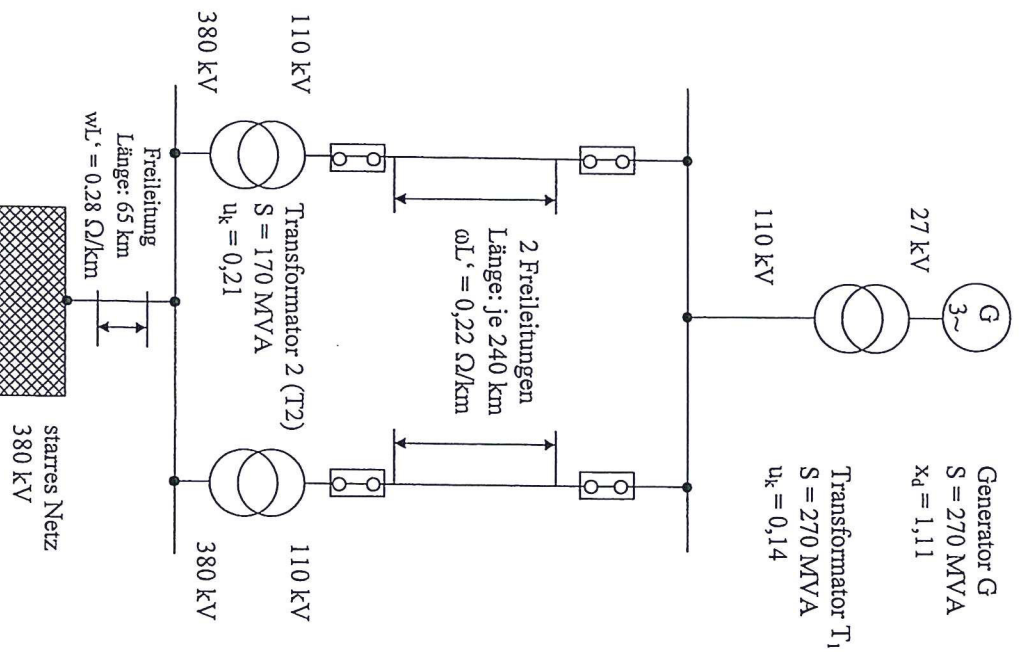 Generator G
S = 270 MVA
x_d = 1,11
G
3~
27 kV
110 kV
Transformator T₁
S = 270 MVA
u_k = 0,14
2 Freileitungen
Länge: je 240 km
ωL‘ = 0,22 Ω/km
110 kV
380 kV
Transformator 2 (T2)
S = 170 MVA
u_k = 0,21
110 kV
380 kV
Freileitung
Länge: 65 km
wL‘ = 0.28 Ω/km
starres Netz
380 kV